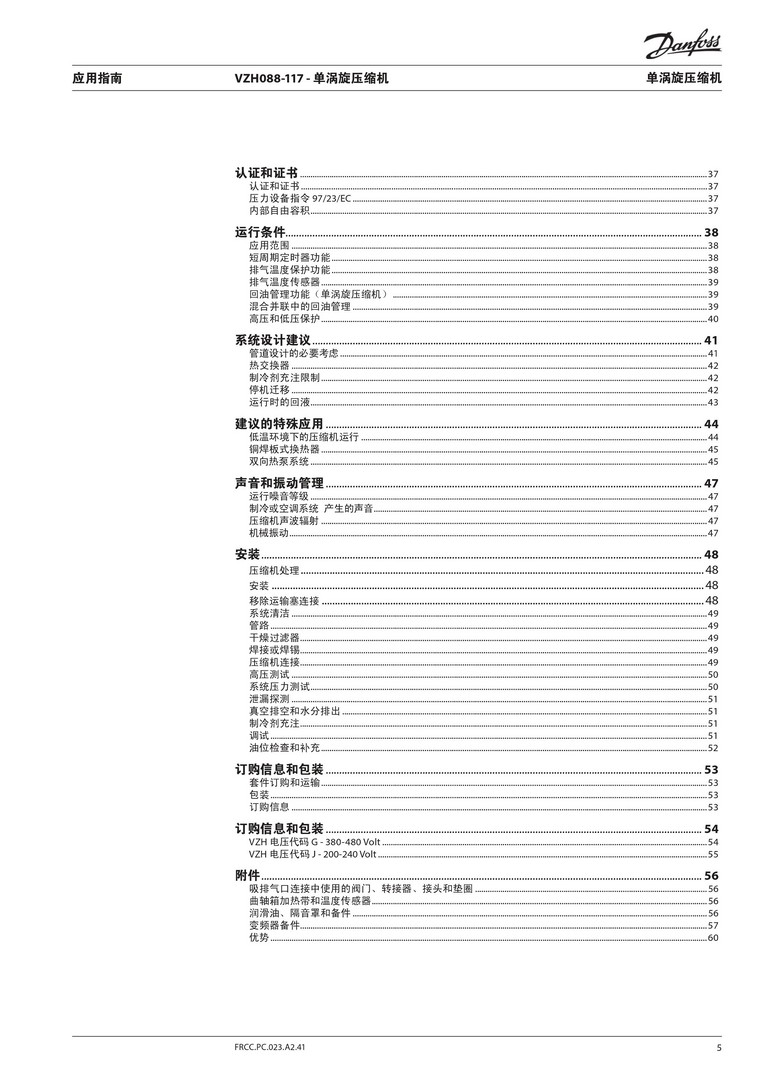 Danfoss
应用指南 VZH088-117 - 单涡旋压缩机 单涡旋压缩机
认证和证书 37
认证和证书 37
压力设备指令 97/23/EC 37
内部自由容积 37
运行条件 38
应用范围 38
短周期定时器功能 38
排气温度保护功能 38
排气温度传感器 39
回油管理功能（单涡旋压缩机） 39
混合并联中的回油管理 39
高压和低压保护 40
系统设计建议 41
管道设计的必要考虑 41
热交换器 42
制冷剂充注限制 42
停机迁移 42
运行时的回液 43
建议的特殊应用 44
低温环境下的压缩机运行 44
铜焊板式换热器 45
双向热泵系统 45
声音和振动管理 47
运行噪音等级 47
制冷或空调系统 产生的声音 47
压缩机声波辐射 47
机械振动 47
安装 48
压缩机处理 48
安装 48
移除运输塞连接 48
系统清洁 49
管路 49
干燥过滤器 49
焊接或焊锡 49
压缩机连接 49
高压测试 50
系统压力测试 50
泄漏探测 51
真空排空和水分排出 51
制冷剂充注 51
调试 51
油位检查和补充 52
订购信息和包装 53
套件订购和运输 53
包装 53
订购信息 53
订购信息和包装 54
VZH 电压代码 G - 380-480 Volt 54
VZH 电压代码 J - 200-240 Volt 55
附件 56
吸排气口连接中使用的阀门、转接器、接头和垫圈 56
曲轴箱加热带和温度传感器 56
润滑油、隔音罩和备件 56
变频器备件 57
优势 60
FRCC.PC.023.A2.41 5